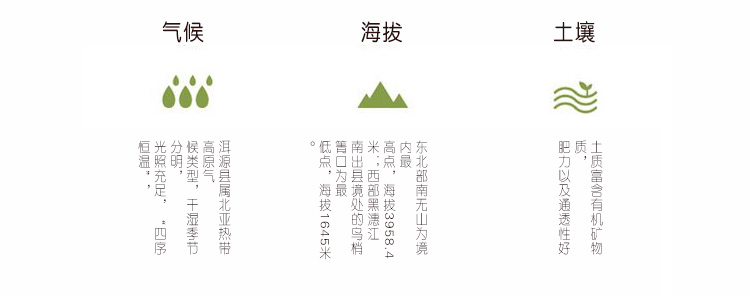 气候
海拔
土壤
洱源县属北亚热带
高原气
候类型，干湿季节
分明，
光照充足，“四序
恒温”，
东北部南无山为境
内最
高点，海拔3958.4
米；西部黑潓江
南出县境处的鸟梢
箐口为最
低点，海拔1645米
。
土质富含有机矿物
质，
肥力以及通透性好